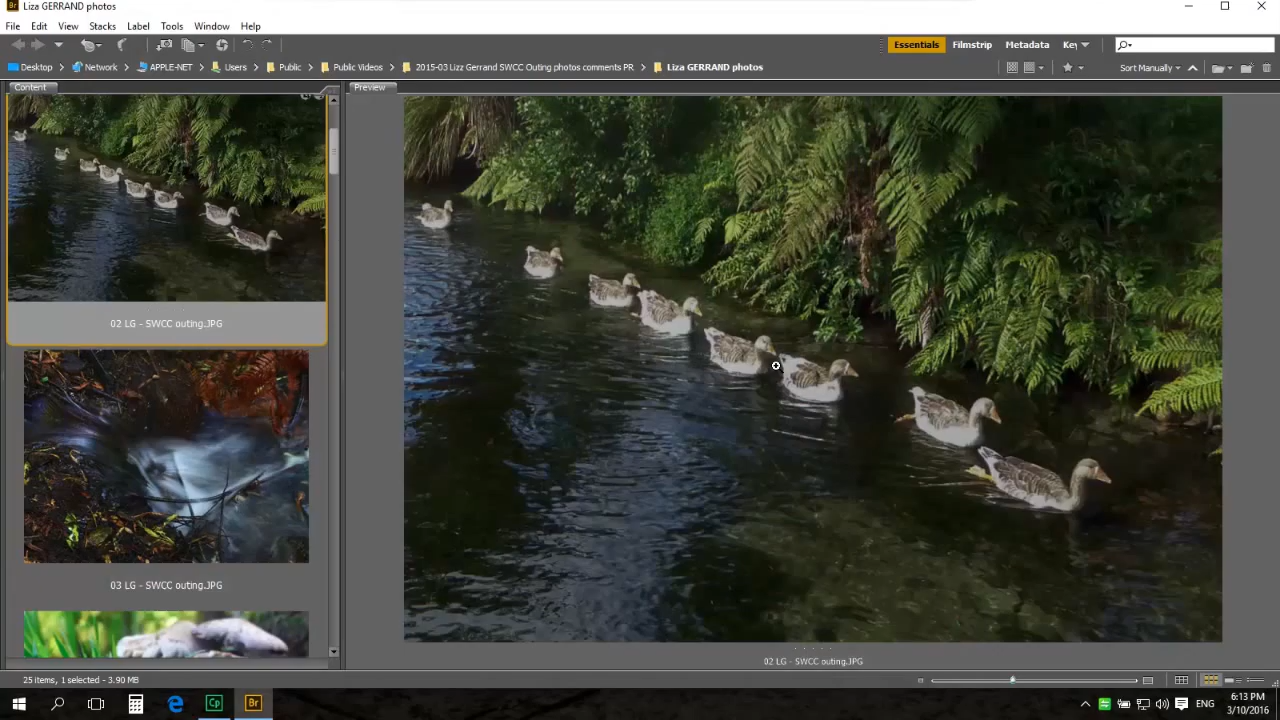 Br Liza GERRAND photos
File Edit View Stacks Label Tools Window Help
Essentials Filmstrip Metadata Key
Desktop Network APPLE-NET Users Public Public Videos 2015-03 Lizz Gerrand SWCC Outing photos comments PR Liza GERRAND photos Sort Manually
Content Preview
02 LG - SWCC outing.JPG
03 LG - SWCC outing.JPG
02 LG - SWCC outing.JPG
25 items, 1 selected - 3.90 MB
Cp Br ENG 6:13 PM
3/10/2016